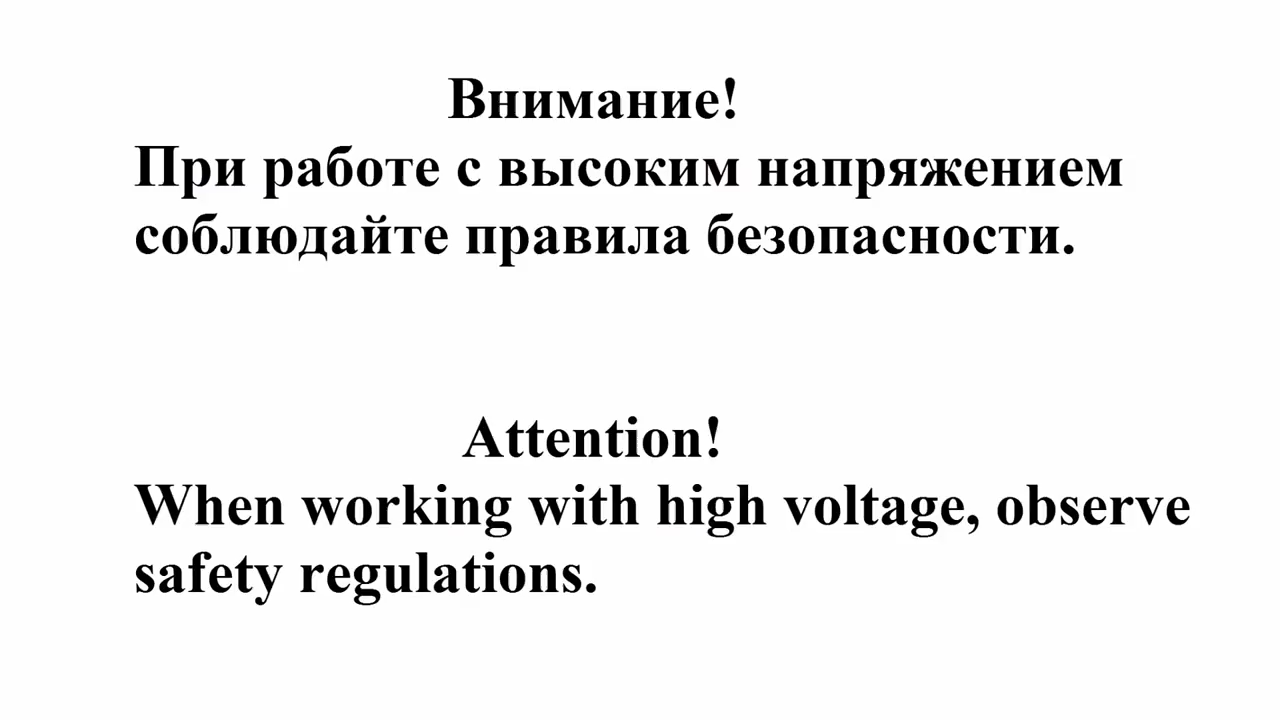 Внимание!
При работе с высоким напряжением
соблюдайте правила безопасности.
Attention!
When working with high voltage, observe
safety regulations.